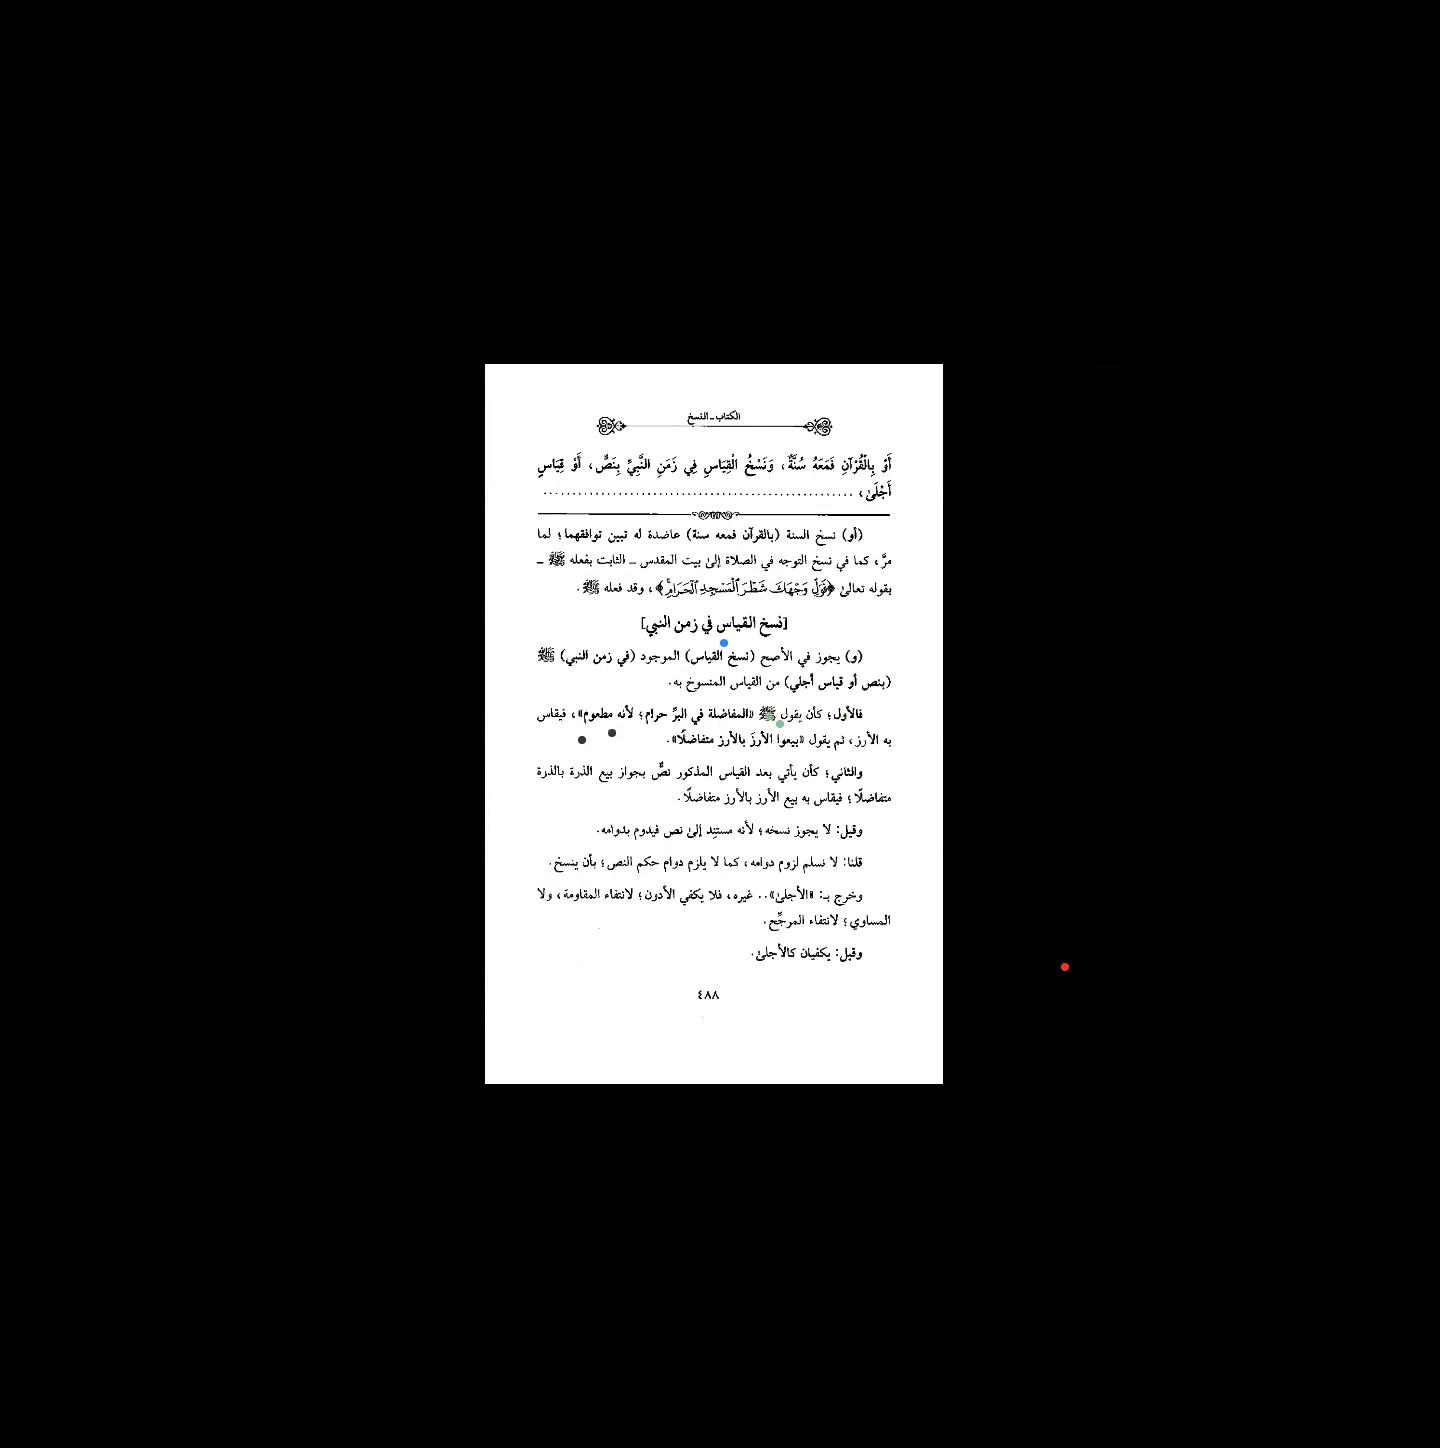 الكتاب ـ النسخ
أَوْ بِالْقُرْآنِ فَمَعَهُ سُنَّةٌ، وَنَسْخُ الْقِيَاسِ فِي زَمَنِ النَّبِيِّ بِنَصٍّ، أَوْ قِيَاسٍ
أَجْلَىٰ، ....................................................
(أو) نسخ السنة (بالقرآن فمعه سنة) عاضدة له تبين توافقهما؛ لما
مرَّ، كما في نسخ التوجه في الصلاة إلىٰ بيت المقدس ـ الثابت بفعله ﷺ ـ
بقوله تعالىٰ ﴿فَوَلِّ وَجْهَكَ شَطْرَ ٱلْمَسْجِدِ ٱلْحَرَامِ﴾، وقد فعله ﷺ.
[نسخ القياس في زمن النبي]
(و) يجوز في الأصح (نسخ القياس) الموجود (في زمن النبي) ﷺ
(بنص أو قياس أجلي) من القياس المنسوخ به.
فالأول؛ كأن يقول ﷺ «المفاضلة في البرِّ حرام؛ لأنه مطعوم»، فيقاس
به الأرز، ثم يقول «بيعوا الأرزَ بالأرز متفاضلًا».
والثاني؛ كأن يأتي بعد القياس المذكور نصٌّ بجواز بيع الذرة بالذرة
متفاضلًا؛ فيقاس به بيع الأرز بالأرز متفاضلًا.
وقيل: لا يجوز نسخه؛ لأنه مستنِد إلىٰ نص فيدوم بدوامه.
قلنا: لا نسلم لزوم دوامه، كما لا يلزم دوام حكم النص؛ بأن ينسخ.
وخرج بـ: «الأجلىٰ».. غيره، فلا يكفي الأدون؛ لانتفاء المقاومة، ولا
المساوي؛ لانتفاء المرجِّح.
وقيل: يكفيان كالأجلىٰ.
٤٨٨